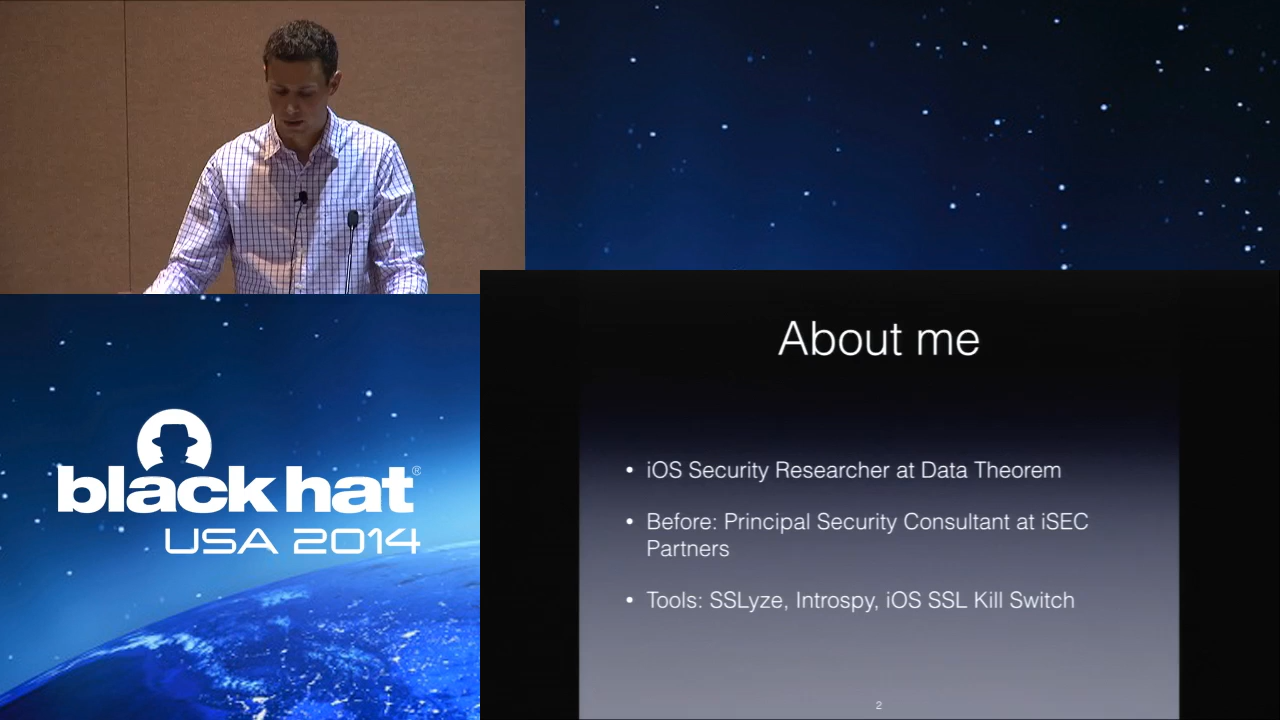 About me
• iOS Security Researcher at Data Theorem
• Before: Principal Security Consultant at iSEC
Partners
• Tools: SSLyze, Introspy, iOS SSL Kill Switch
2
black hat®
USA 2014